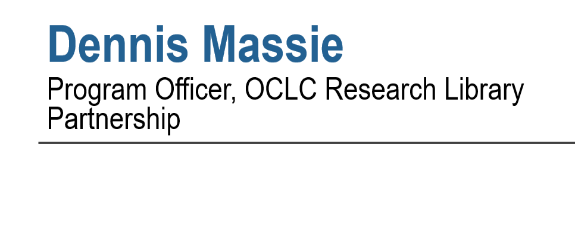 Dennis Massie
Program Officer, OCLC Research Library
Partnership